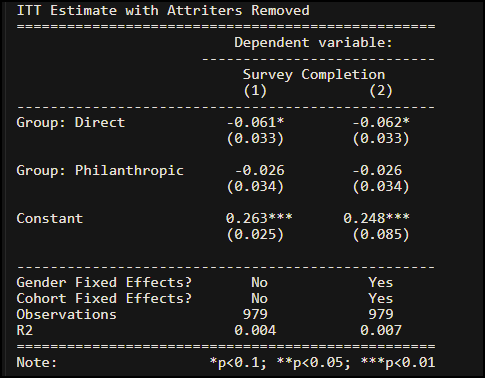 ITT Estimate with Attriters Removed
================================================
Dependent variable:
---------------------------
Survey Completion
(1) (2)
------------------------------------------------
Group: Direct -0.061* -0.062*
(0.033) (0.033)
Group: Philanthropic -0.026 -0.026
(0.034) (0.034)
Constant 0.263*** 0.248***
(0.025) (0.085)
------------------------------------------------
Gender Fixed Effects? No Yes
Cohort Fixed Effects? No Yes
Observations 979 979
R2 0.004 0.007
================================================
Note: *p<0.1; **p<0.05; ***p<0.01